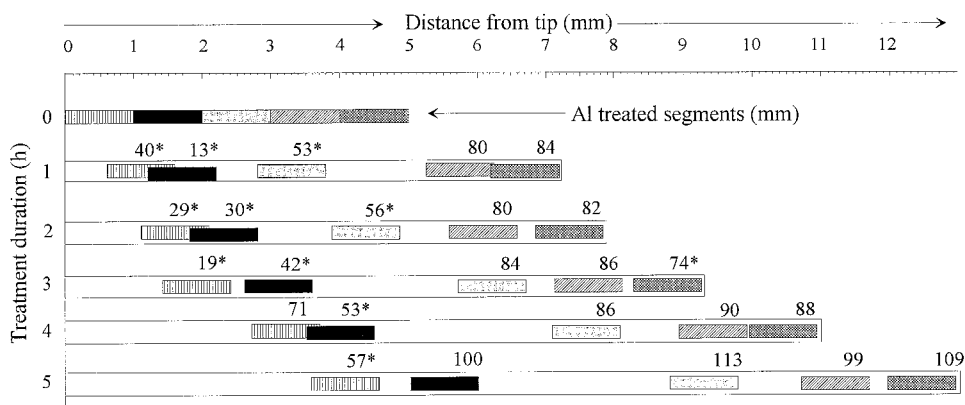 Distance from tip (mm)
0 1 2 3 4 5 6 7 8 9 10 11 12
Treatment duration (h)
0 Al treated segments (mm)
40* 13* 53* 80 84
1
29* 30* 56* 80 82
2
19* 42* 84 86 74*
3
71 53* 86 90 88
4
57* 100 113 99 109
5